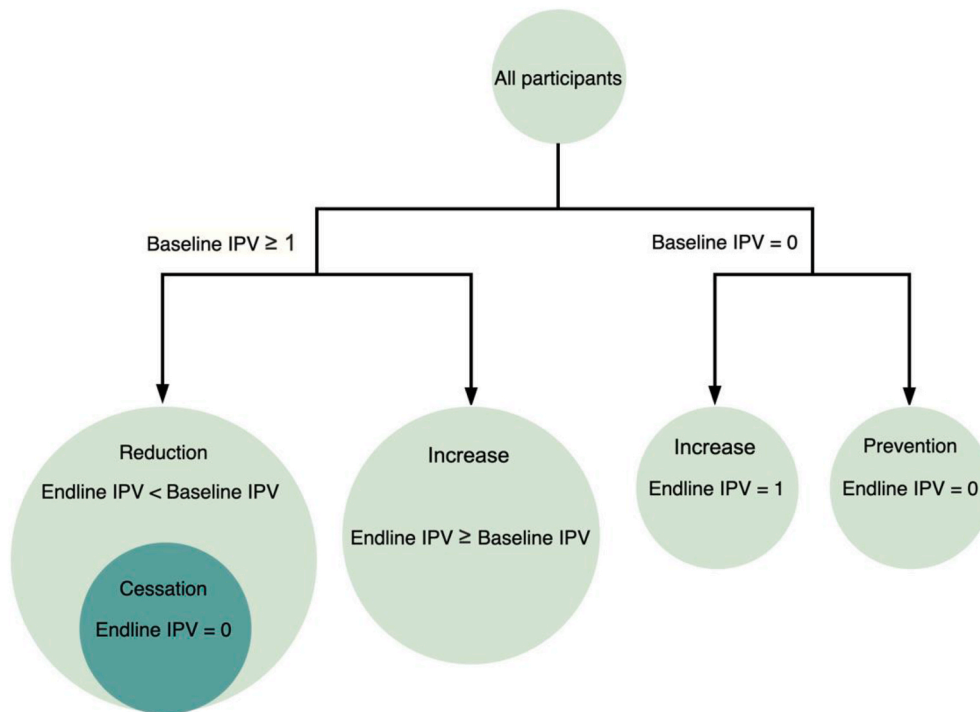 All participants
Baseline IPV ≥ 1
Baseline IPV = 0
Reduction
Endline IPV < Baseline IPV
Cessation
Endline IPV = 0
Increase
Endline IPV ≥ Baseline IPV
Increase
Endline IPV = 1
Prevention
Endline IPV = 0